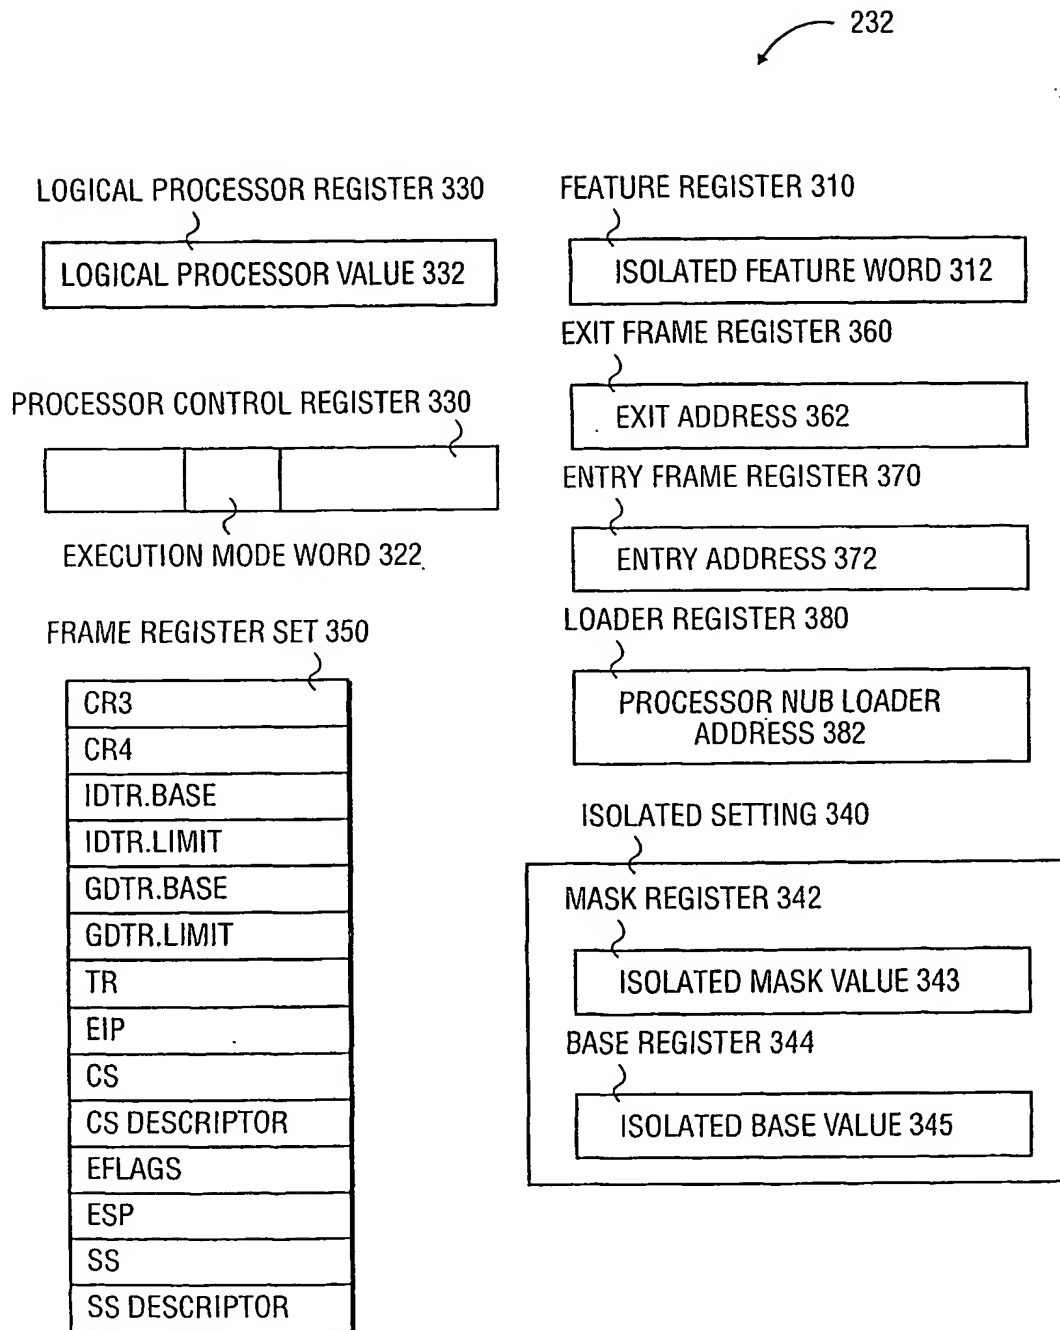 232
LOGICAL PROCESSOR REGISTER 330
LOGICAL PROCESSOR VALUE 332
PROCESSOR CONTROL REGISTER 330
EXECUTION MODE WORD 322
FRAME REGISTER SET 350
CR3
CR4
IDTR.BASE
IDTR.LIMIT
GDTR.BASE
GDTR.LIMIT
TR
EIP
CS
CS DESCRIPTOR
EFLAGS
ESP
SS
SS DESCRIPTOR
FEATURE REGISTER 310
ISOLATED FEATURE WORD 312
EXIT FRAME REGISTER 360
EXIT ADDRESS 362
ENTRY FRAME REGISTER 370
ENTRY ADDRESS 372
LOADER REGISTER 380
PROCESSOR NUB LOADER
ADDRESS 382
ISOLATED SETTING 340
MASK REGISTER 342
ISOLATED MASK VALUE 343
BASE REGISTER 344
ISOLATED BASE VALUE 345